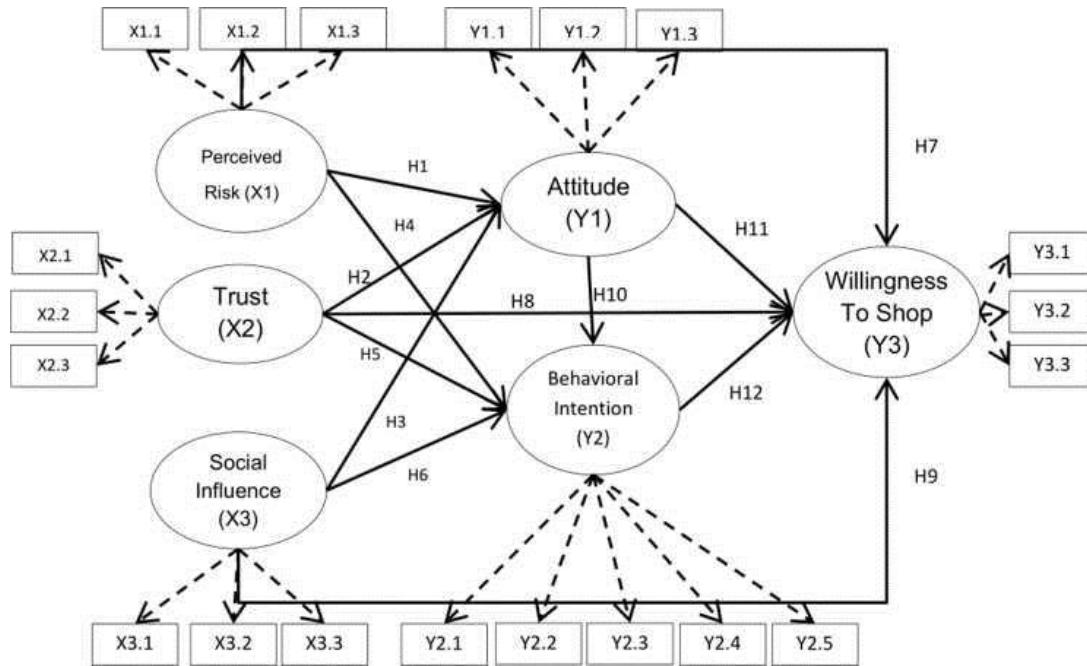 X1.1
X1.2
X1.3
Y1.1
Y1.2
Y1.3
Perceived
Risk (X1)
H1
H4
Attitude
(Y1)
H7
H11
X2.1
X2.2
X2.3
Trust
(X2)
H2
H8
H10
H5
Willingness
To Shop
(Y3)
Y3.1
Y3.2
Y3.3
Behavioral
Intention
(Y2)
H12
H3
H6
Social
Influence
(X3)
H9
X3.1
X3.2
X3.3
Y2.1
Y2.2
Y2.3
Y2.4
Y2.5